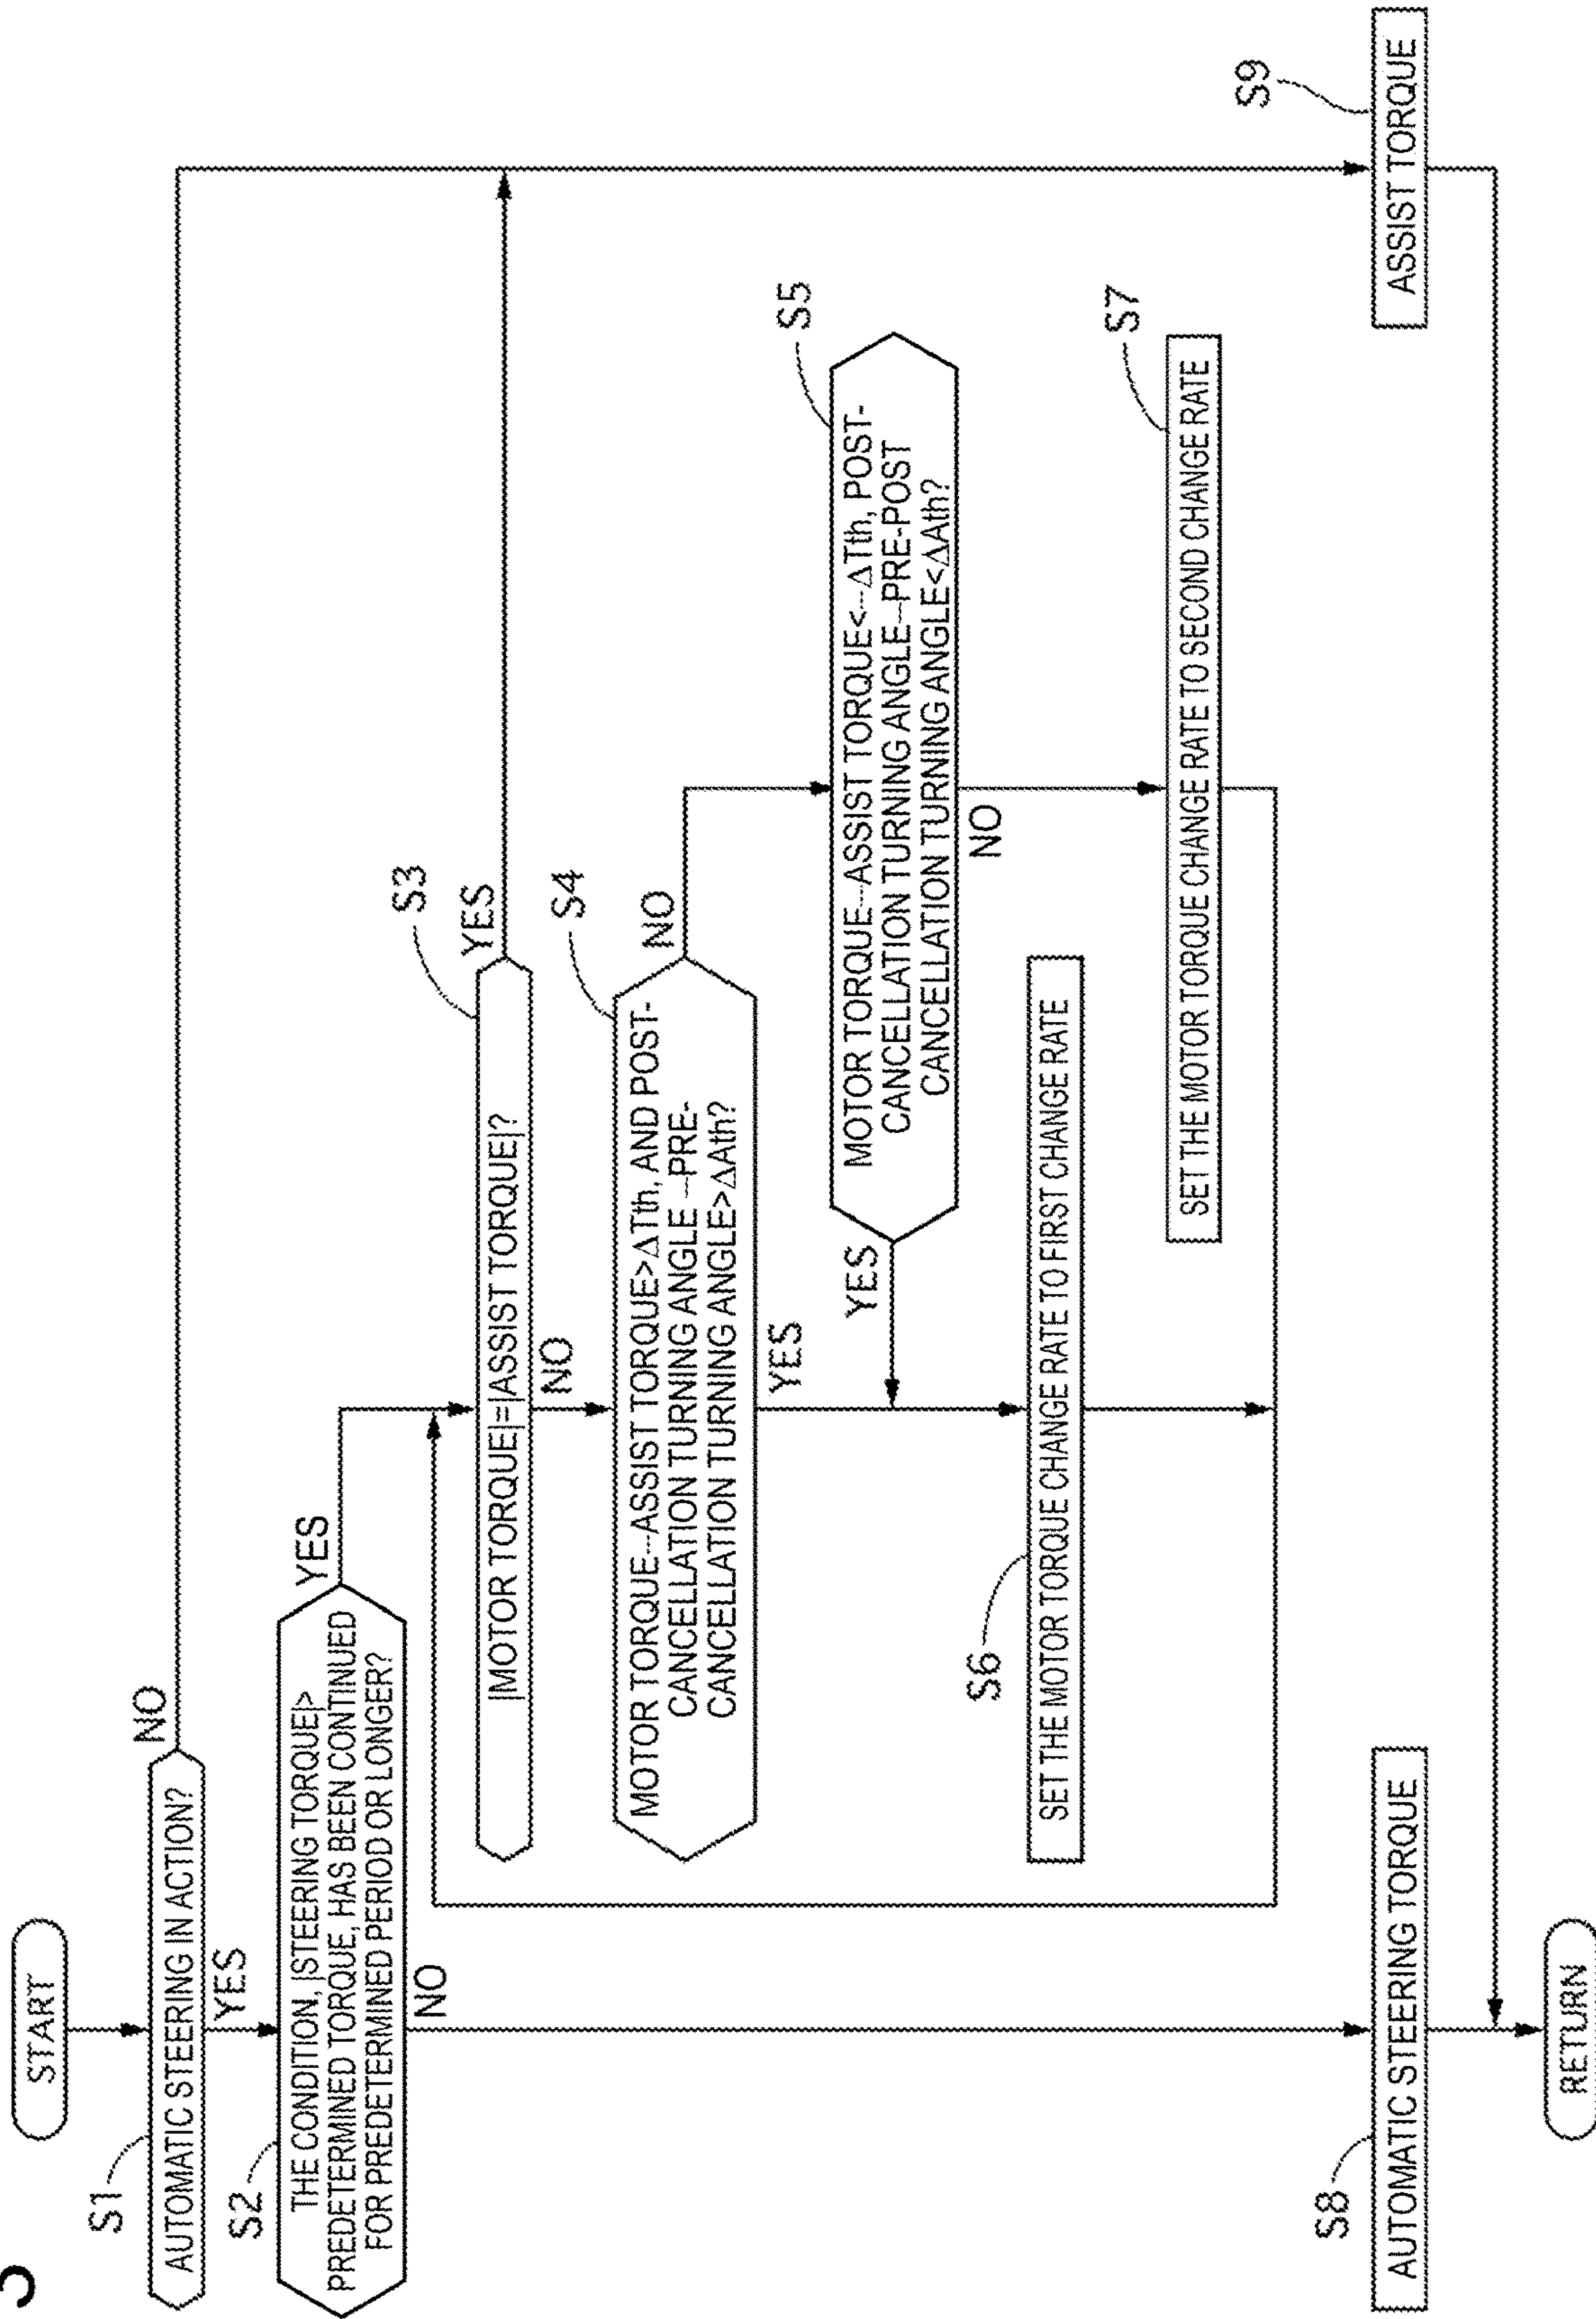 START
S1
AUTOMATIC STEERING IN ACTION?
NO
YES
S2
THE CONDITION, |STEERING TORQUE|>
PREDETERMINED TORQUE, HAS BEEN CONTINUED
FOR PREDETERMINED PERIOD OR LONGER?
YES
NO
S3
|MOTOR TORQUE|=|ASSIST TORQUE|?
YES
NO
S4
MOTOR TORQUE--ASSIST TORQUE>ΔTth, AND POST-
CANCELLATION TURNING ANGLE --PRE-
CANCELLATION TURNING ANGLE>ΔAth?
NO
YES
S5
MOTOR TORQUE--ASSIST TORQUE<--ΔTth, POST-
CANCELLATION TURNING ANGLE--PRE-POST
CANCELLATION TURNING ANGLE<ΔAth?
YES
NO
S6
SET THE MOTOR TORQUE CHANGE RATE TO FIRST CHANGE RATE
S7
SET THE MOTOR TORQUE CHANGE RATE TO SECOND CHANGE RATE
S8
AUTOMATIC STEERING TORQUE
S9
ASSIST TORQUE
RETURN